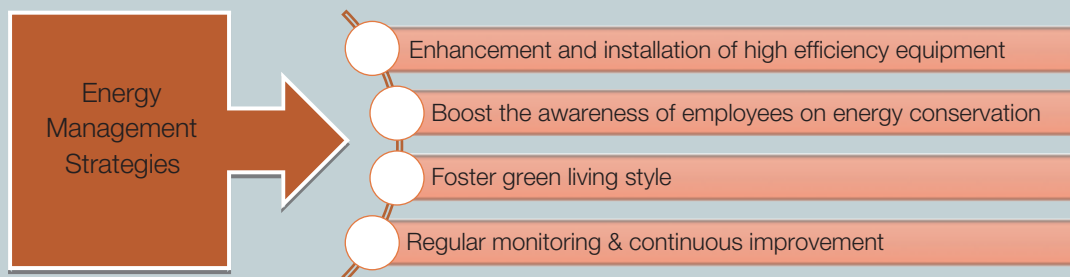 Energy
Management
Strategies
Enhancement and installation of high efficiency equipment
Boost the awareness of employees on energy conservation
Foster green living style
Regular monitoring & continuous improvement